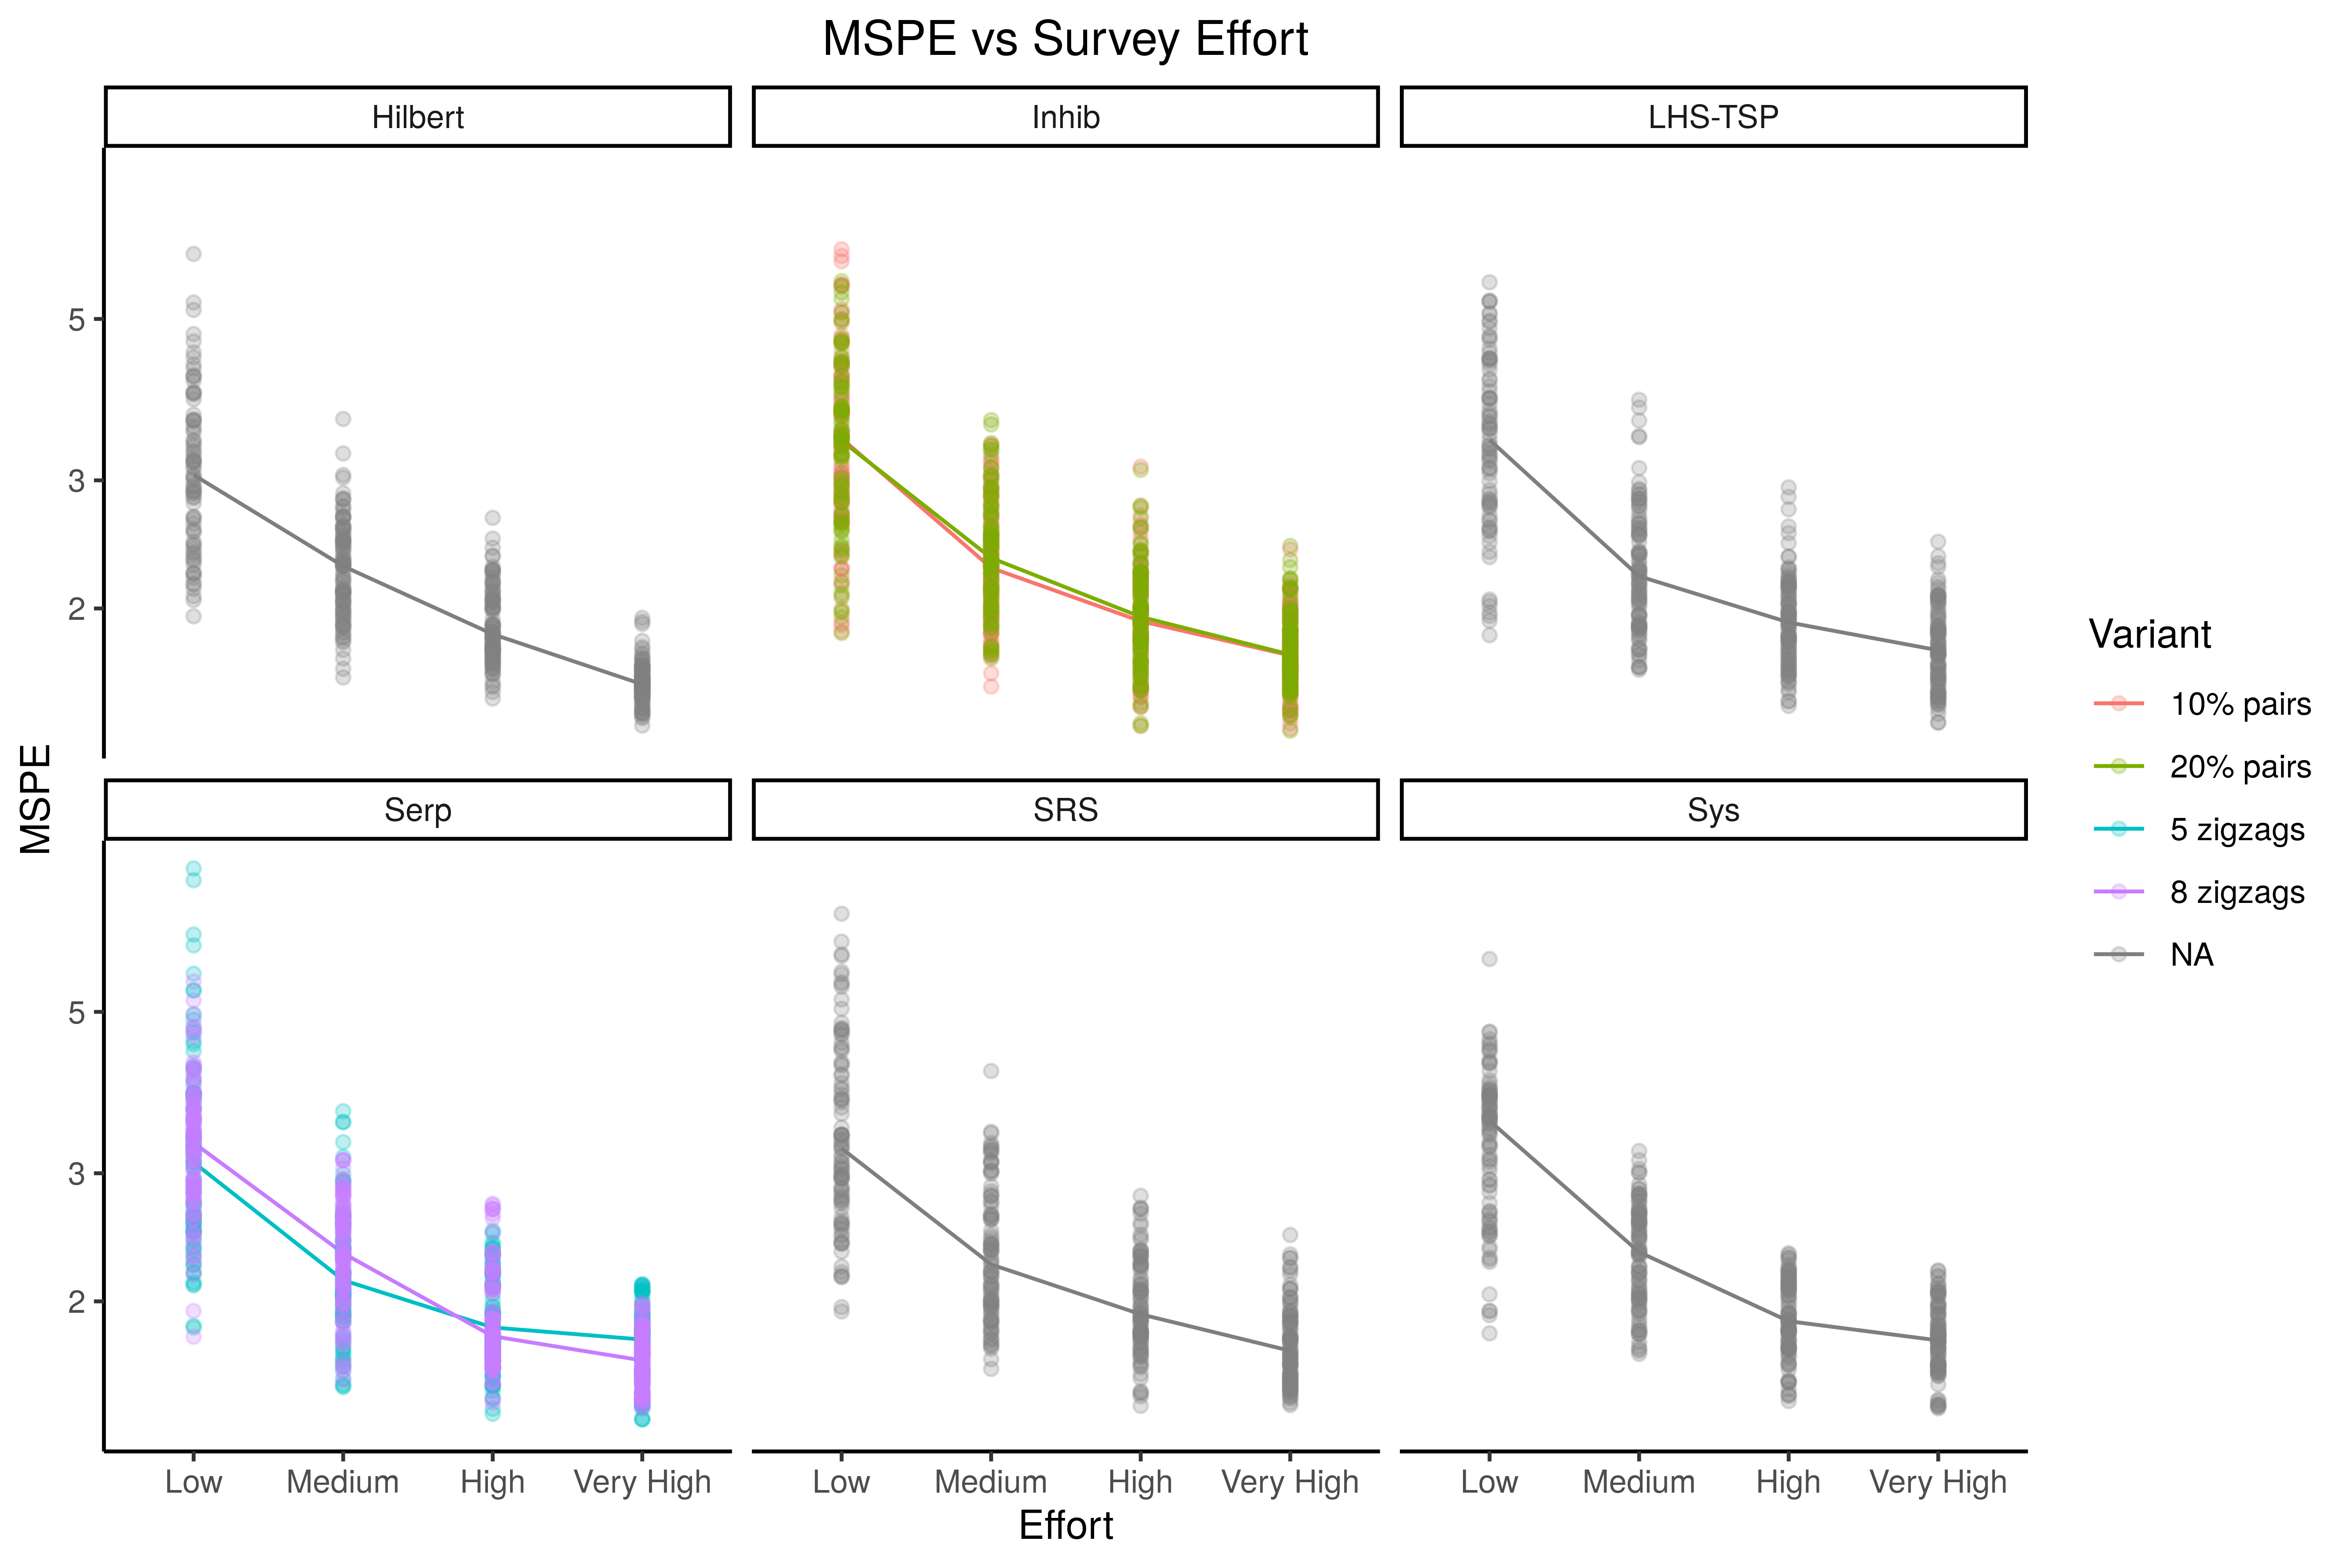 MSPE vs Survey Effort
Hilbert
Inhib
LHS-TSP
5
3
2
MSPE
Serp
SRS
Sys
5
3
2
Low
Medium
High
Very High
Low
Medium
High
Very High
Low
Medium
High
Very High
Effort
Variant
10% pairs
20% pairs
5 zigzags
8 zigzags
NA